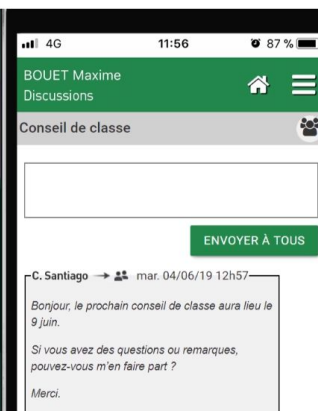 4G 11:56 87 %
BOUET Maxime
Discussions
Conseil de classe
ENVOYER À TOUS
C. Santiago mar. 04/06/19 12h57
Bonjour, le prochain conseil de classe aura lieu le
9 juin.
Si vous avez des questions ou remarques,
pouvez-vous m'en faire part ?
Merci.